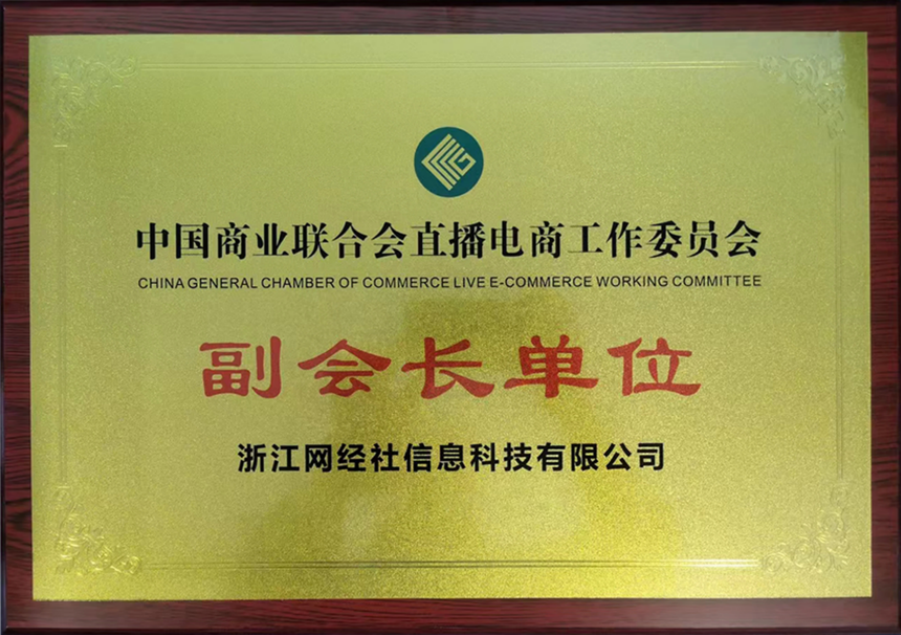 中国商业联合会直播电商工作委员会
CHINA GENERAL CHAMBER OF COMMERCE LIVE E-COMMERCE WORKING COMMITTEE
副会长单位
浙江网经社信息科技有限公司